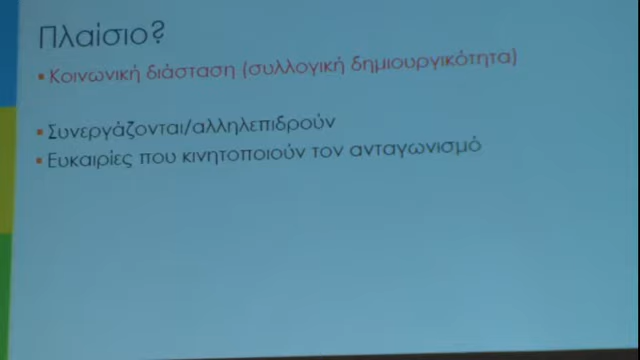 Πλαίσιο?
▪ Κοινωνική διάσταση (συλλογική δημιουργικότητα)
▪ Συνεργάζονται/αλληλεπιδρούν
▪ Ευκαιρίες που κινητοποιούν τον ανταγωνισμό